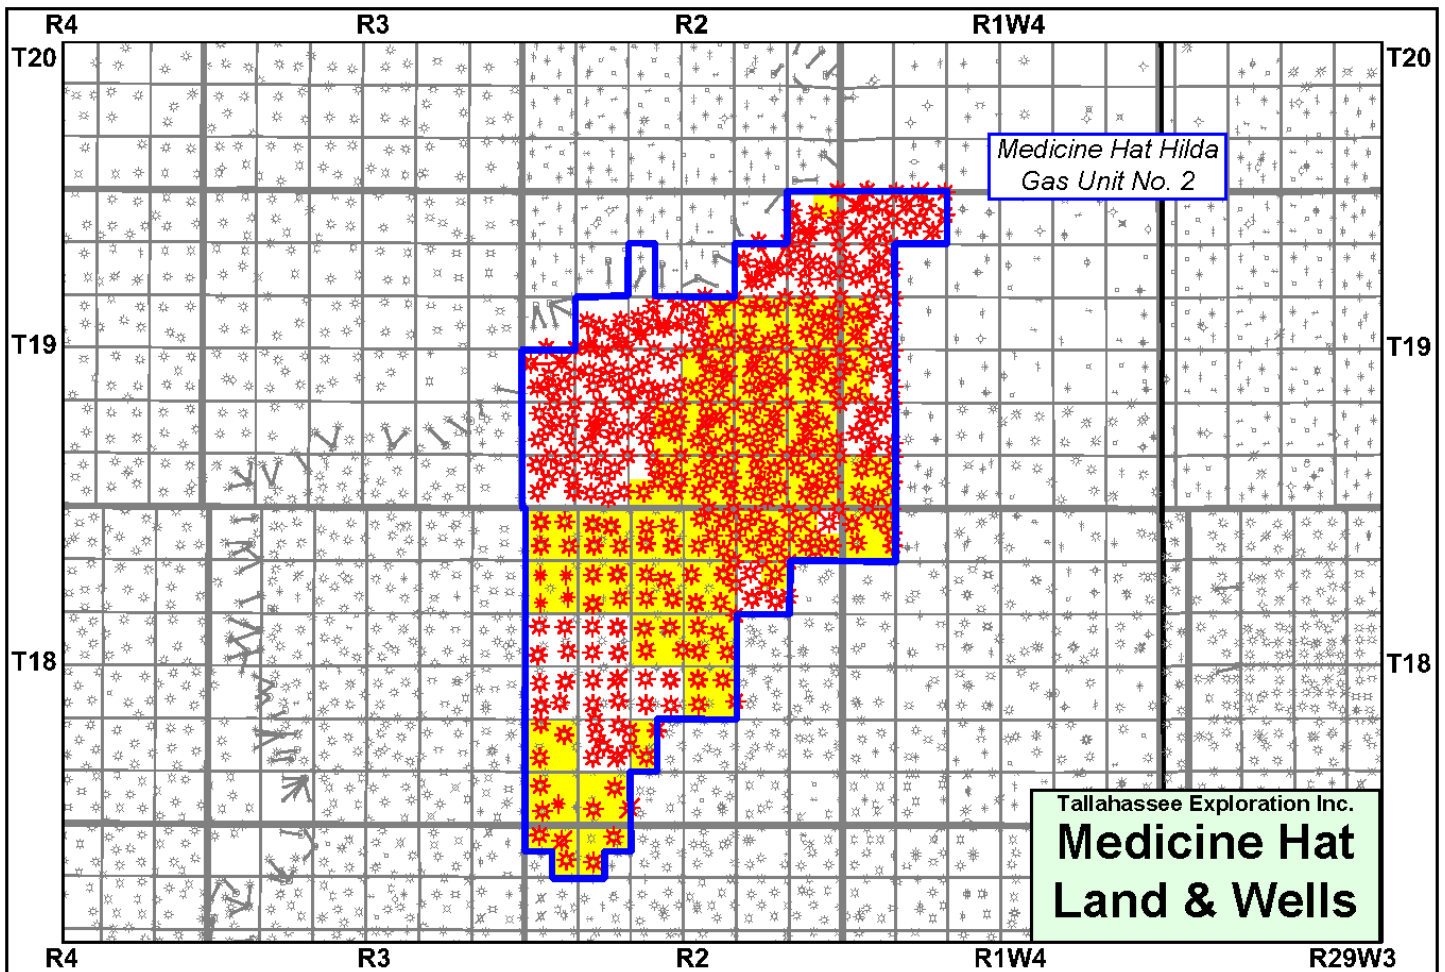 R4 R3 R2 R1W4
T20 T20
Medicine Hat Hilda
Gas Unit No. 2
T19 T19
T18 T18
Tallahassee Exploration Inc.
Medicine Hat
Land & Wells
R4 R3 R2 R1W4 R29W3